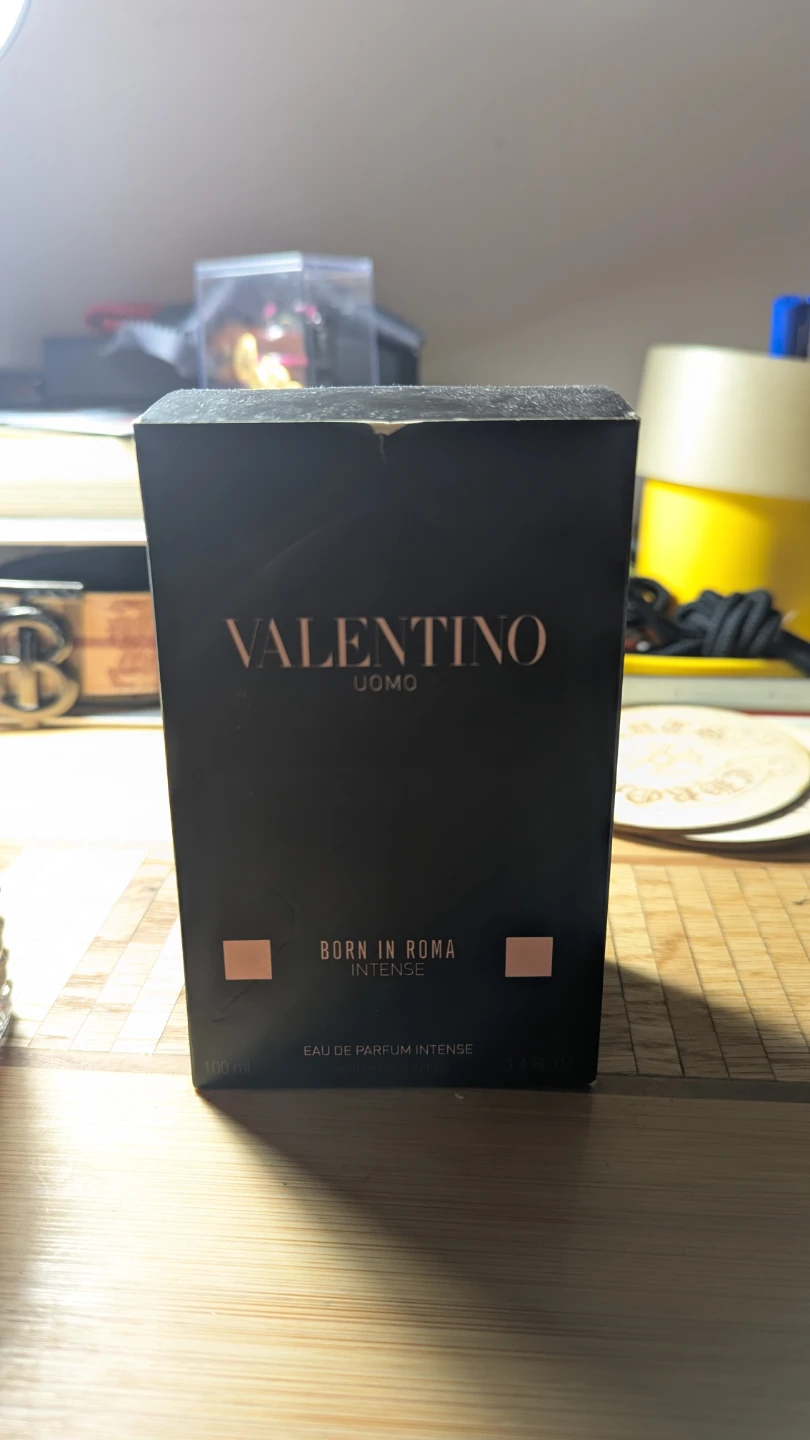 VALENTINO
UOMO
BORN IN ROMA
INTENSE
EAU DE PARFUM INTENSE
100 ml